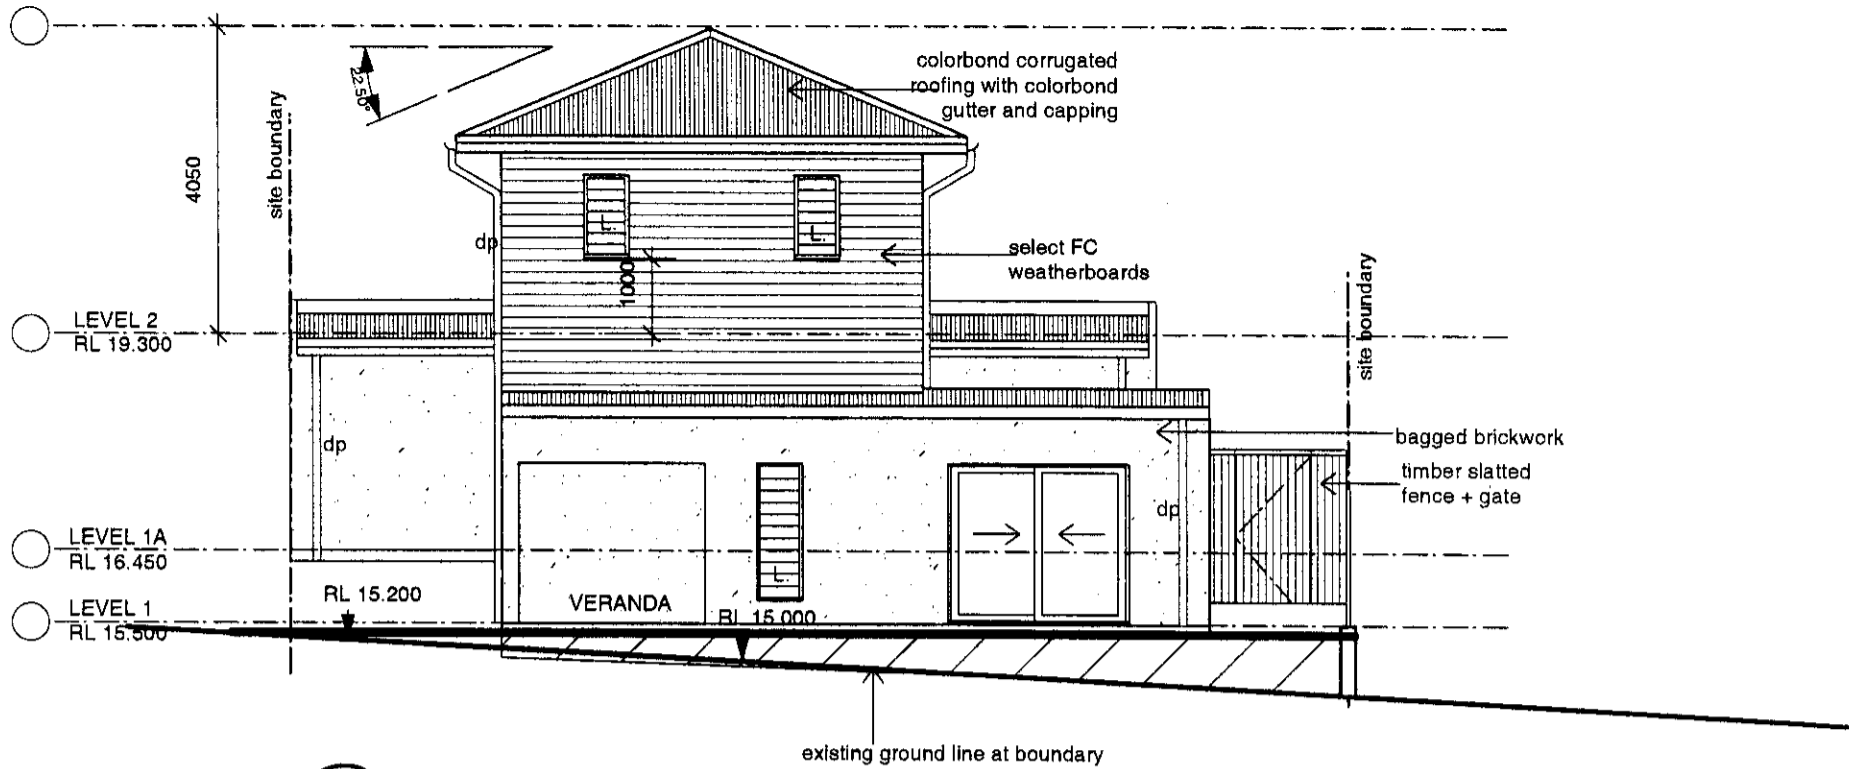 22.50°
colorbond corrugated
roofing with colorbond
gutter and capping
site boundary
4050
L.
L.
dp
select FC
weatherboards
1000
site boundary
LEVEL 2
RL 19.300
dp
bagged brickwork
timber slatted
fence + gate
dp
LEVEL 1A
RL 16.450
L.
RL 15.200
VERANDA
LEVEL 1
RL 15.500
RL 15.000
existing ground line at boundary